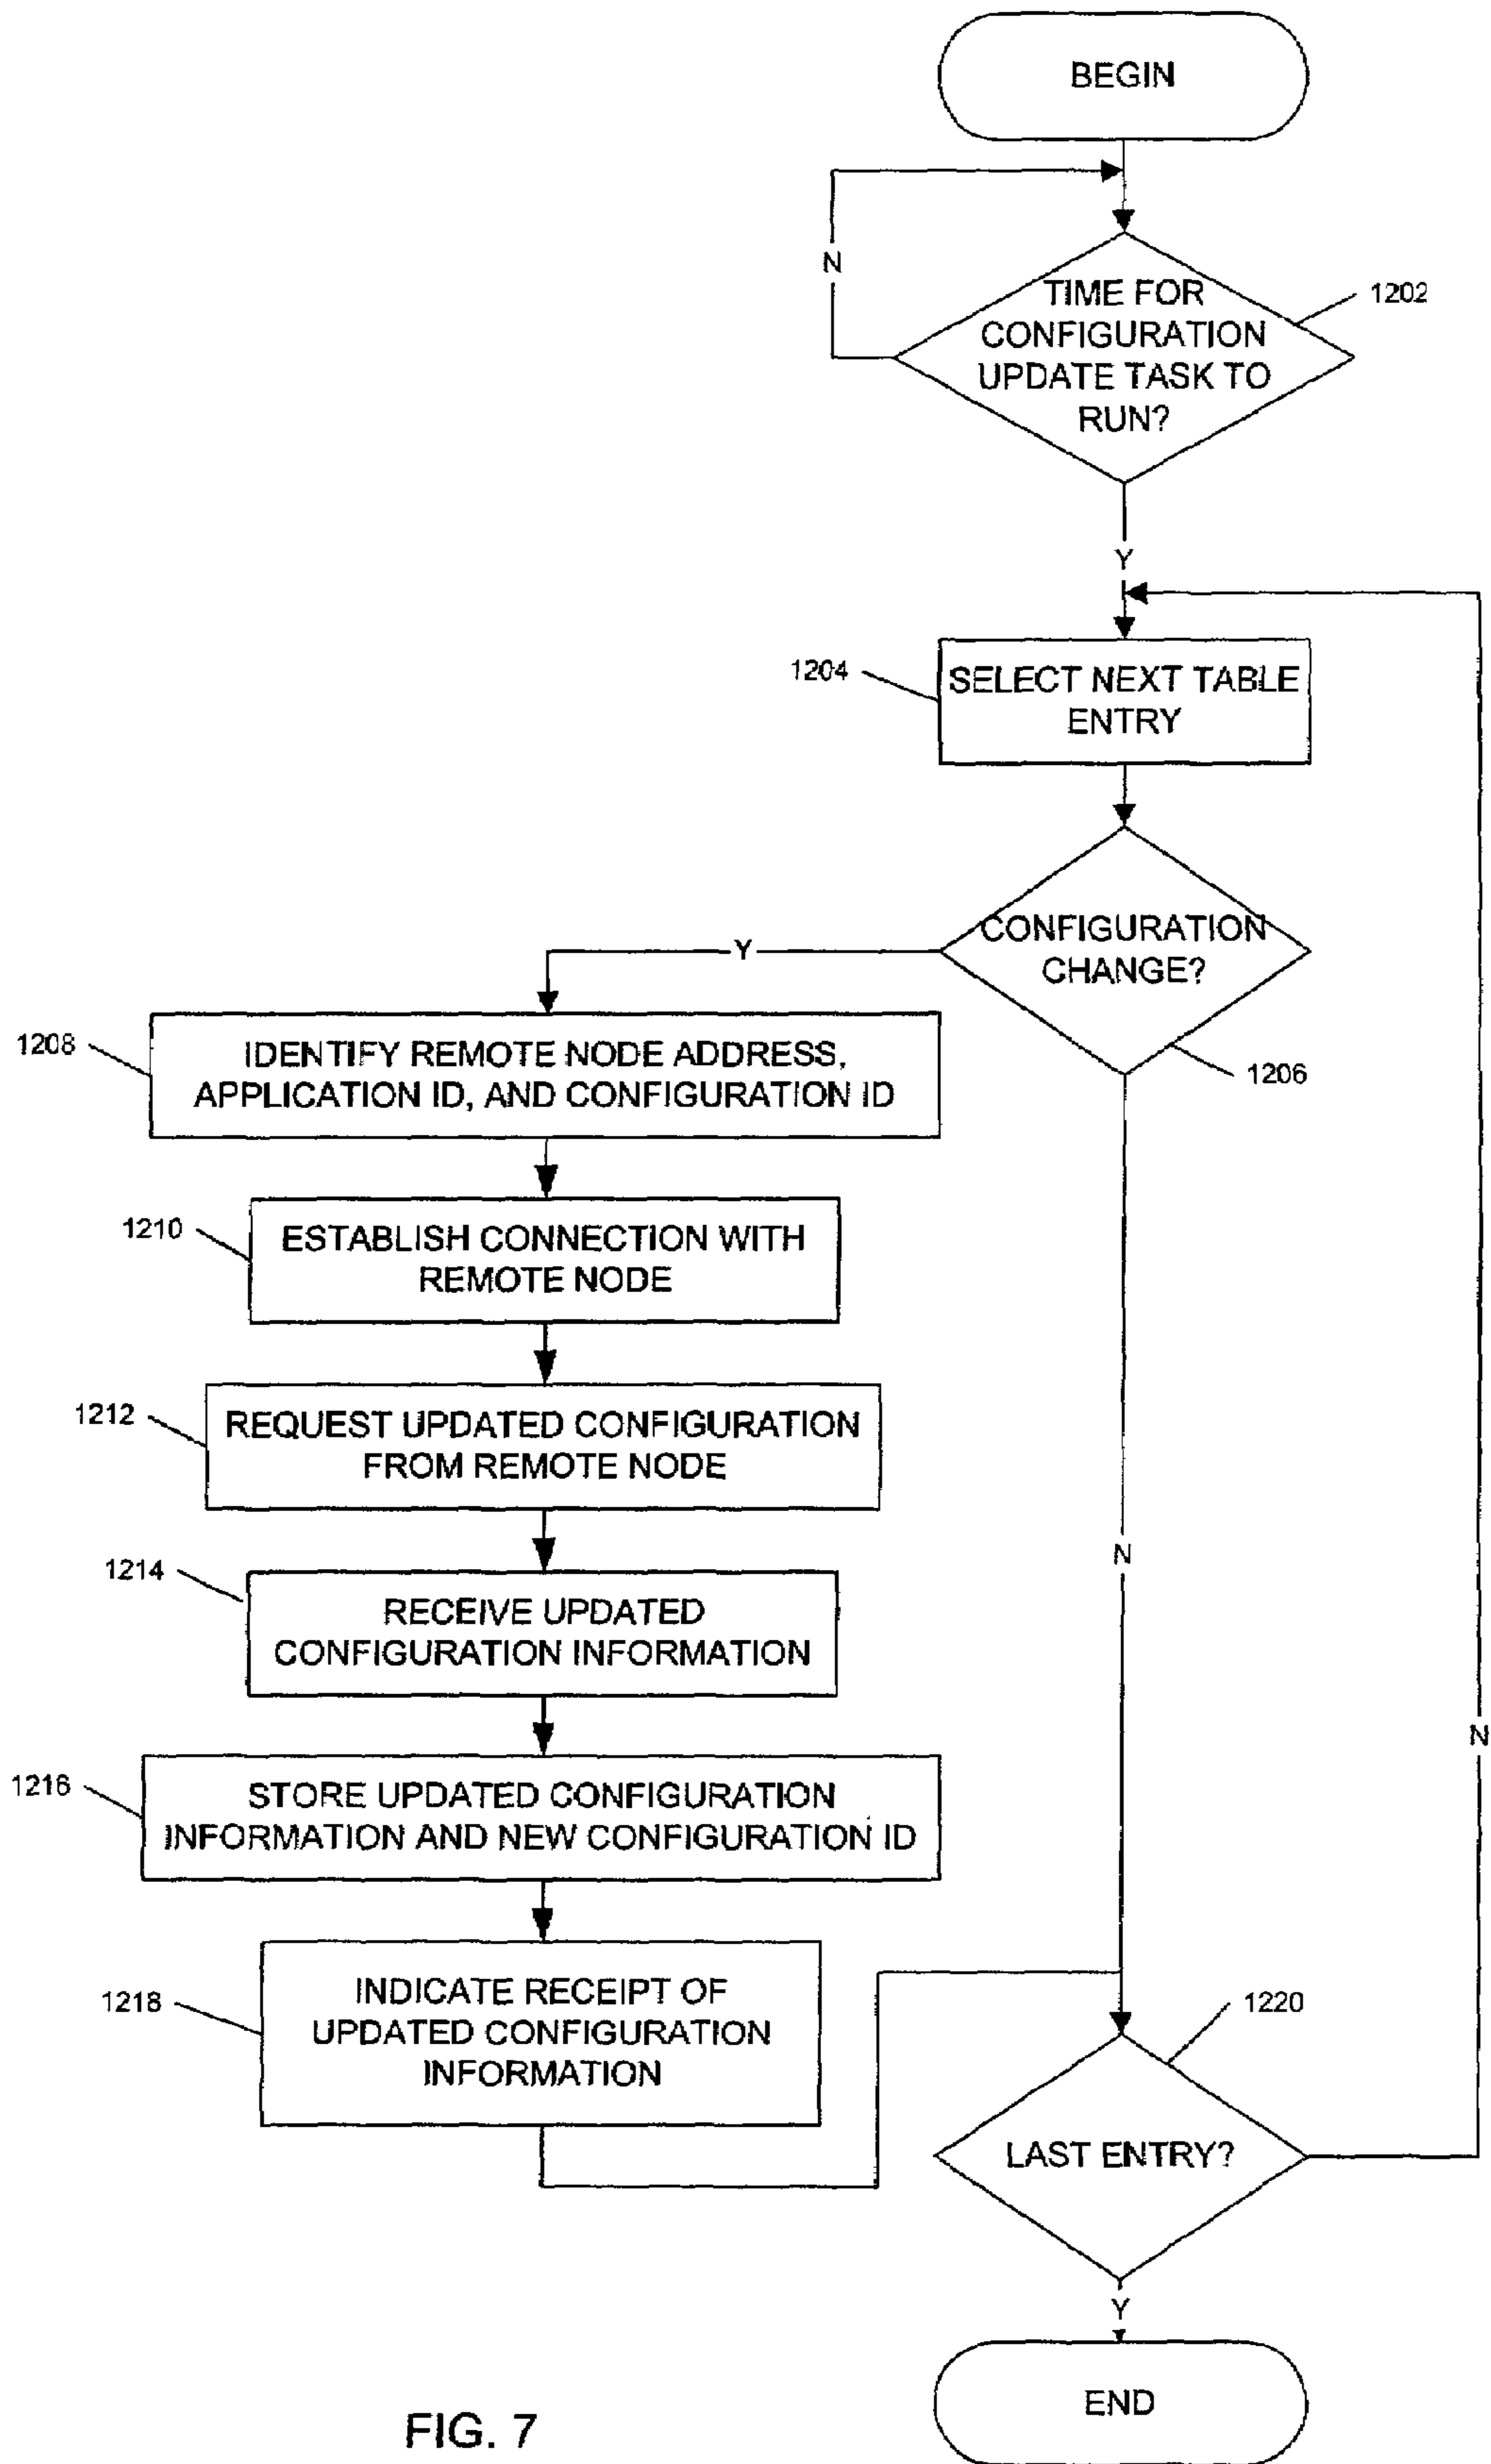 BEGIN
N
TIME FOR
CONFIGURATION
UPDATE TASK TO
RUN?
1202
Y
1204
SELECT NEXT TABLE
ENTRY
CONFIGURATION
CHANGE?
1206
Y
1208
IDENTIFY REMOTE NODE ADDRESS,
APPLICATION ID, AND CONFIGURATION ID
1210
ESTABLISH CONNECTION WITH
REMOTE NODE
1212
REQUEST UPDATED CONFIGURATION
FROM REMOTE NODE
1214
RECEIVE UPDATED
CONFIGURATION INFORMATION
N
1216
STORE UPDATED CONFIGURATION
INFORMATION AND NEW CONFIGURATION ID
N
1218
INDICATE RECEIPT OF
UPDATED CONFIGURATION
INFORMATION
1220
LAST ENTRY?
Y
END
FIG. 7